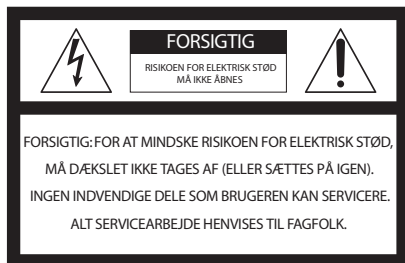 FORSIGTIG
RISIKOEN FOR ELEKTRISK STØD
MÅ IKKE ÅBNES
FORSIGTIG: FOR AT MINDSKE RISIKOEN FOR ELEKTRISK STØD,
MÅ DÆKSLET IKKE TAGES AF (ELLER SÆTTES PÅ IGEN).
INGEN INDVENDIGE DELE SOM BRUGEREN KAN SERVICERE.
ALT SERVICEARBEJDE HENVISES TIL FAGFOLK.